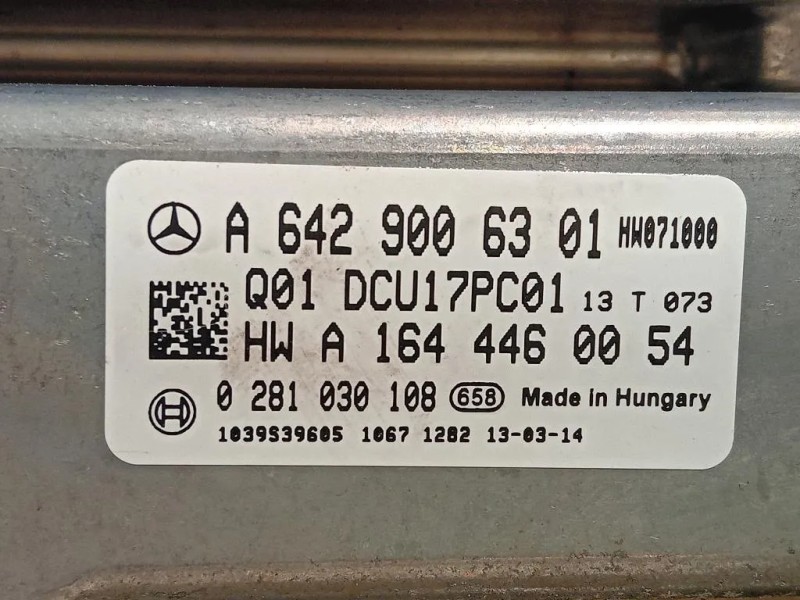 A 642 900 63 01 HW071000
Q01 DCU17PC01 13 T 073
HW A 164 446 00 54
0 281 030 108 658 Made in Hungary
1039S39605 1067 1282 13-03-14